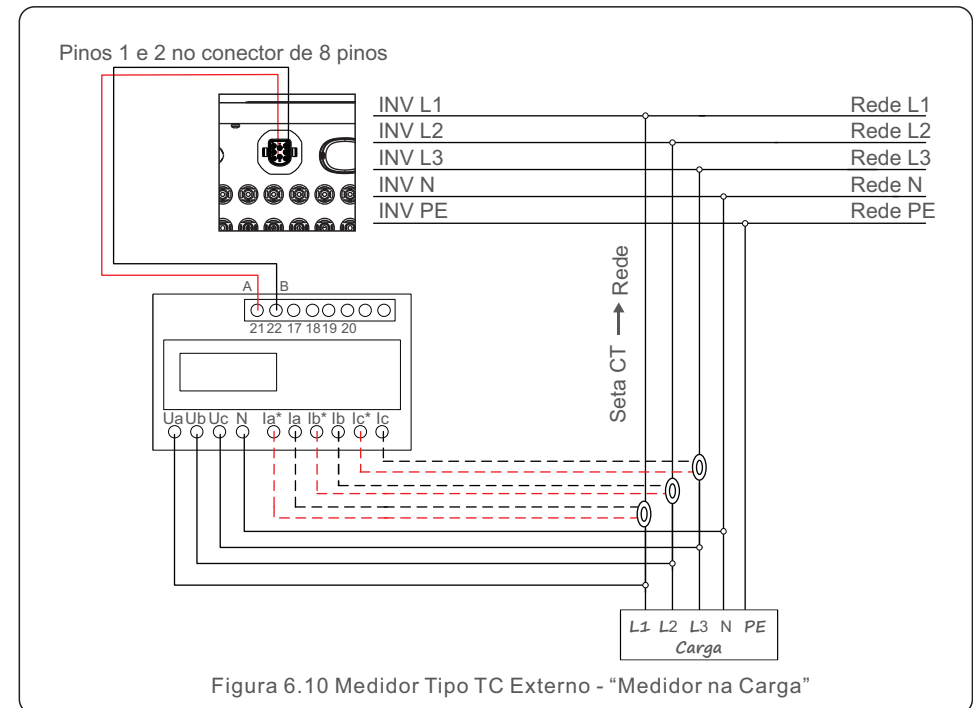 Pinos 1 e 2 no conector de 8 pinos
INV L1 Rede L1
INV L2 Rede L2
INV L3 Rede L3
INV N Rede N
INV PE Rede PE
Seta CT → Rede
A B
21 22 17 18 19 20
Ua Ub Uc N Ia* Ia Ib* Ib Ic* Ic
L1 L2 L3 N PE
Carga
Figura 6.10 Medidor Tipo TC Externo - “Medidor na Carga”